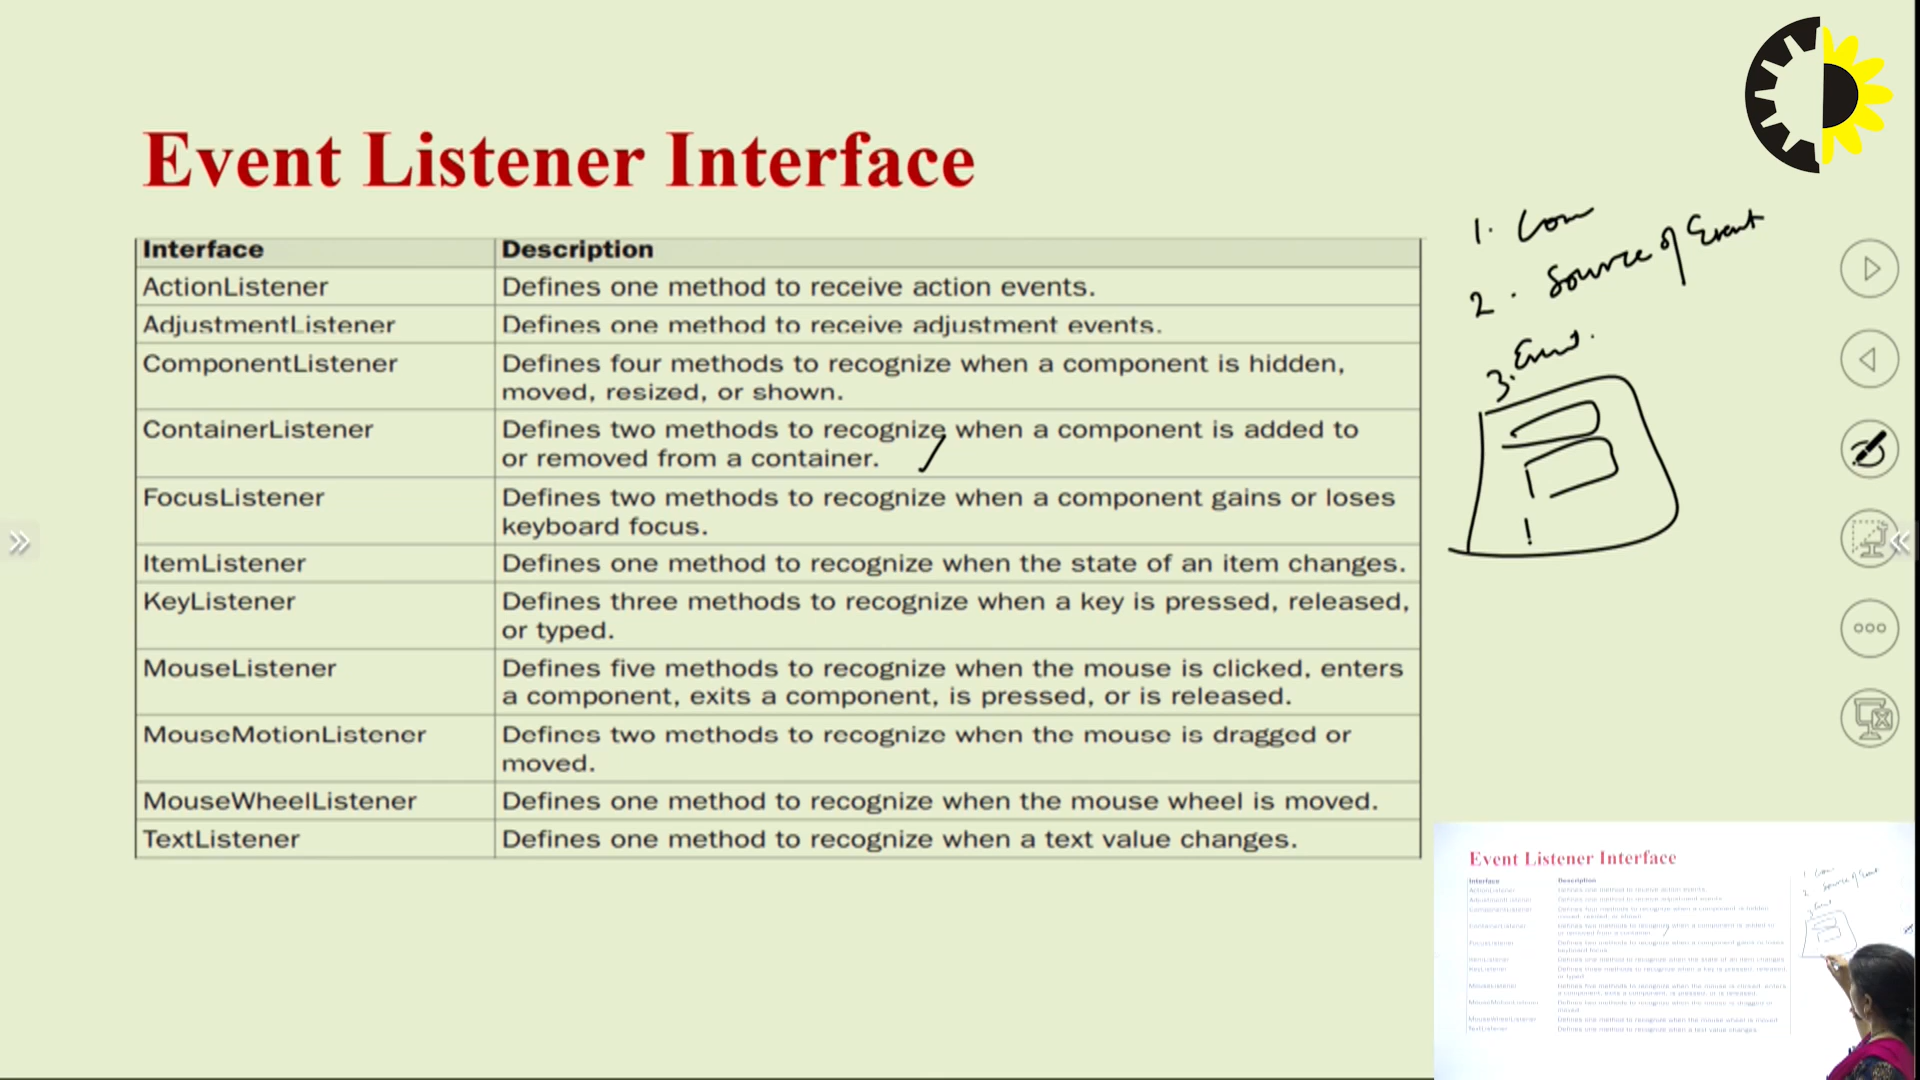 Event Listener Interface
Interface Description
ActionListener Defines one method to receive action events.
AdjustmentListener Defines one method to receive adjustment events.
ComponentListener Defines four methods to recognize when a component is hidden,
moved, resized, or shown.
ContainerListener Defines two methods to recognize when a component is added to
or removed from a container.
FocusListener Defines two methods to recognize when a component gains or loses
keyboard focus.
ItemListener Defines one method to recognize when the state of an item changes.
KeyListener Defines three methods to recognize when a key is pressed, released,
or typed.
MouseListener Defines five methods to recognize when the mouse is clicked, enters
a component, exits a component, is pressed, or is released.
MouseMotionListener Defines two methods to recognize when the mouse is dragged or
moved.
MouseWheelListener Defines one method to recognize when the mouse wheel is moved.
TextListener Defines one method to recognize when a text value changes.
1. Com
2. Source of Event
3. Event.
Event Listener Interface
Interface Description